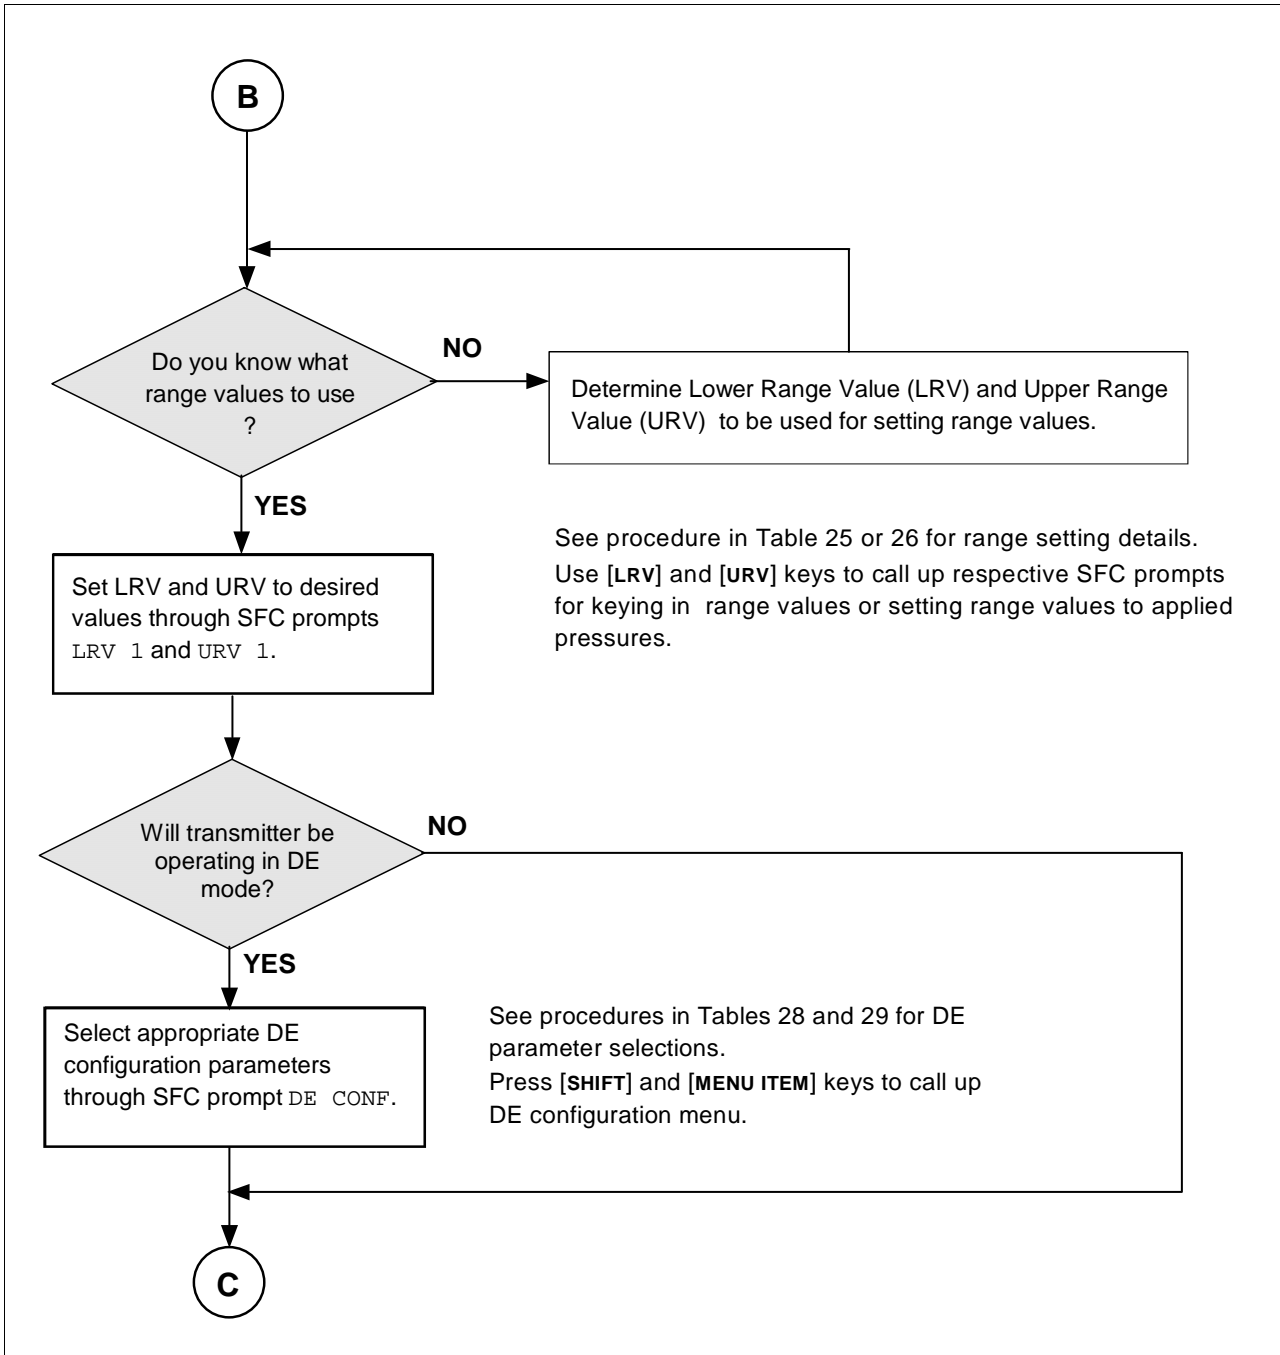 B
Do you know what
range values to use
?
NO
Determine Lower Range Value (LRV) and Upper Range
Value (URV) to be used for setting range values.
YES
Set LRV and URV to desired
values through SFC prompts
LRV 1 and URV 1.
See procedure in Table 25 or 26 for range setting details.
Use [LRV] and [URV] keys to call up respective SFC prompts
for keying in range values or setting range values to applied
pressures.
Will transmitter be
operating in DE
mode?
NO
YES
Select appropriate DE
configuration parameters
through SFC prompt DE CONF.
See procedures in Tables 28 and 29 for DE
parameter selections.
Press [SHIFT] and [MENU ITEM] keys to call up
DE configuration menu.
C